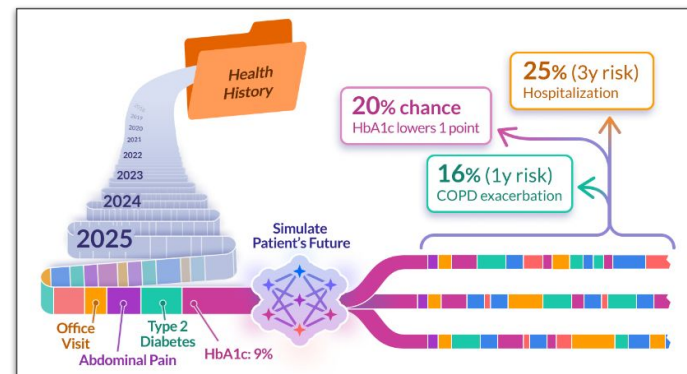 Health
History
2019
2020
2021
2022
2023
2024
2025
Office
Visit
Abdominal Pain
Type 2
Diabetes
HbA1c: 9%
Simulate
Patient's Future
20% chance
HbA1c lowers 1 point
25% (3y risk)
Hospitalization
16% (1y risk)
COPD exacerbation